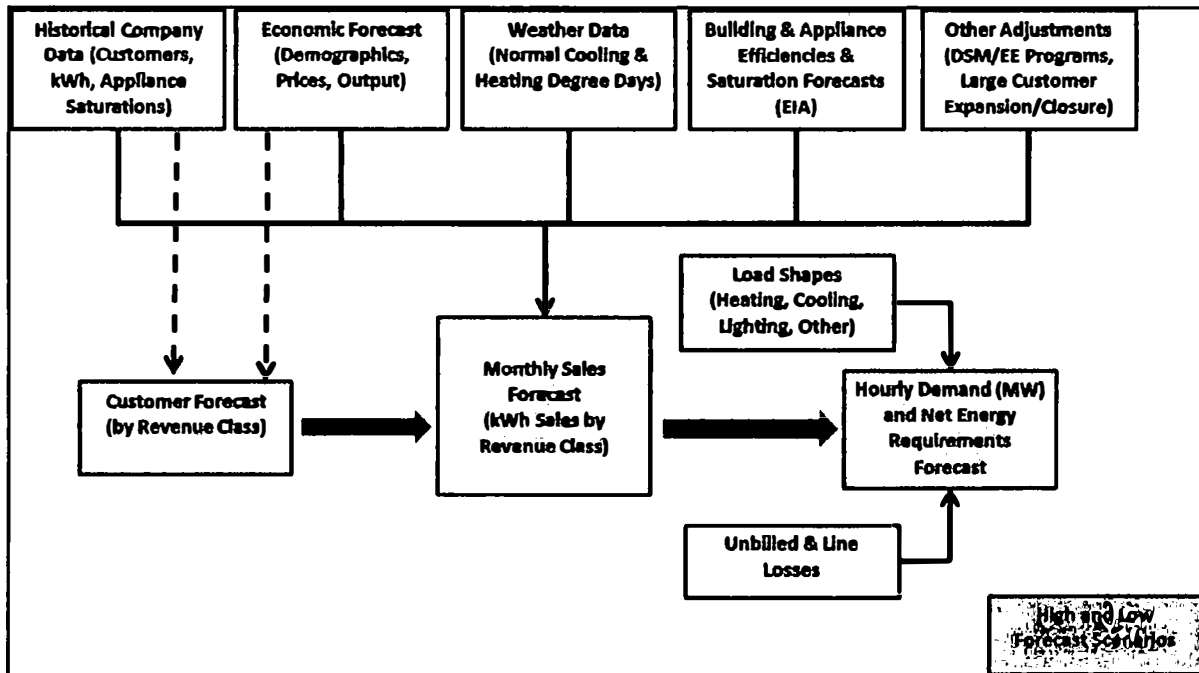 Historical Company
Data (Customers,
kWh, Appliance
Saturations)
Economic Forecast
(Demographics,
Prices, Output)
Weather Data
(Normal Cooling &
Heating Degree Days)
Building & Appliance
Efficiencies &
Saturation Forecasts
(EIA)
Other Adjustments
(DSM/EE Programs,
Large Customer
Expansion/Closure)
Load Shapes
(Heating, Cooling,
Lighting, Other)
Customer Forecast
(by Revenue Class)
Monthly Sales
Forecast
(kWh Sales by
Revenue Class)
Hourly Demand (MW)
and Net Energy
Requirements
Forecast
Unbilled & Line
Losses
High and Low
Forecast Scenarios